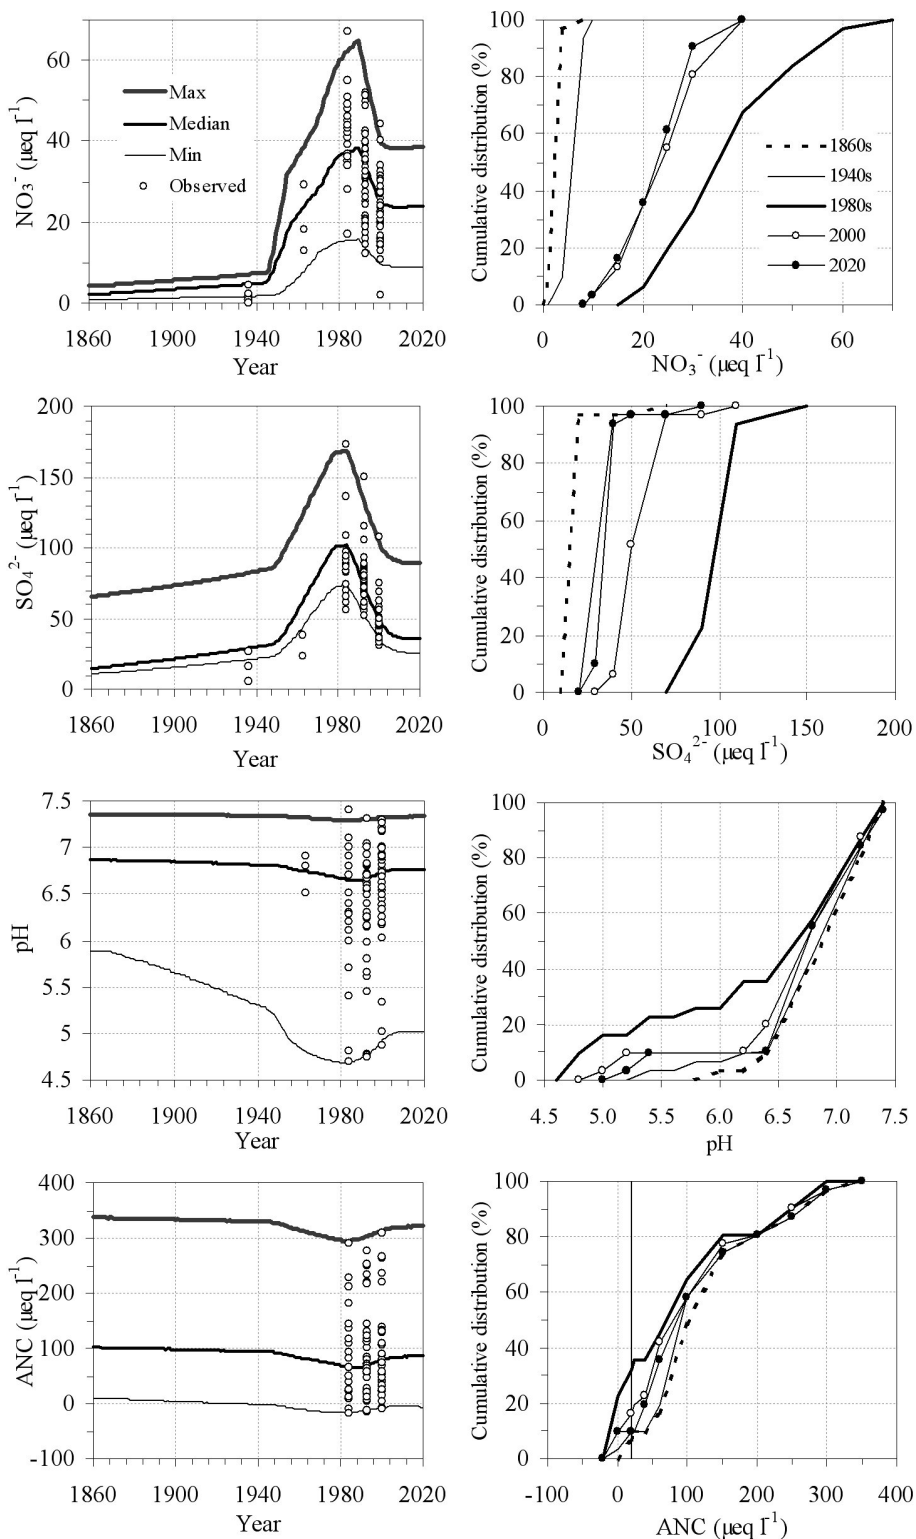 60
40
20
0
NO₃⁻ (µeq l⁻¹)
Max
Median
Min
Observed
1860 1900 1940 1980 2020
Year
100
80
60
40
20
0
Cumulative distribution (%)
1860s
1940s
1980s
2000
2020
0 20 40 60
NO₃⁻ (µeq l⁻¹)
200
150
100
50
0
SO₄²⁻ (µeq l⁻¹)
1860 1900 1940 1980 2020
Year
100
80
60
40
20
0
Cumulative distribution (%)
0 50 100 150 200
SO₄²⁻ (µeq l⁻¹)
7.5
7
6.5
6
5.5
5
4.5
pH
1860 1900 1940 1980 2020
Year
100
80
60
40
20
0
Cumulative distribution (%)
4.5 5.0 5.5 6.0 6.5 7.0 7.5
pH
400
300
200
100
0
-100
ANC (µeq l⁻¹)
1860 1900 1940 1980 2020
Year
100
80
60
40
20
0
Cumulative distribution (%)
-100 0 100 200 300 400
ANC (µeq l⁻¹)